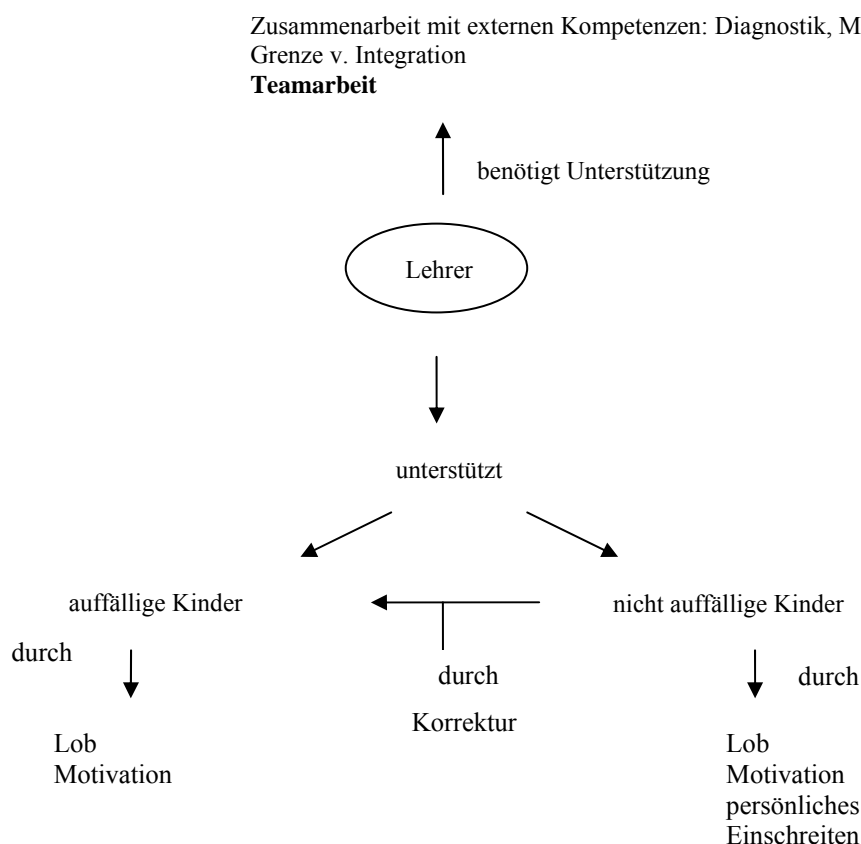 Zusammenarbeit mit externen Kompetenzen: Diagnostik, M
Grenze v. Integration
Teamarbeit
benötigt Unterstützung
Lehrer
unterstützt
auffällige Kinder
nicht auffällige Kinder
durch
durch
durch
Korrektur
Lob
Motivation
Lob
Motivation
persönliches
Einschreiten